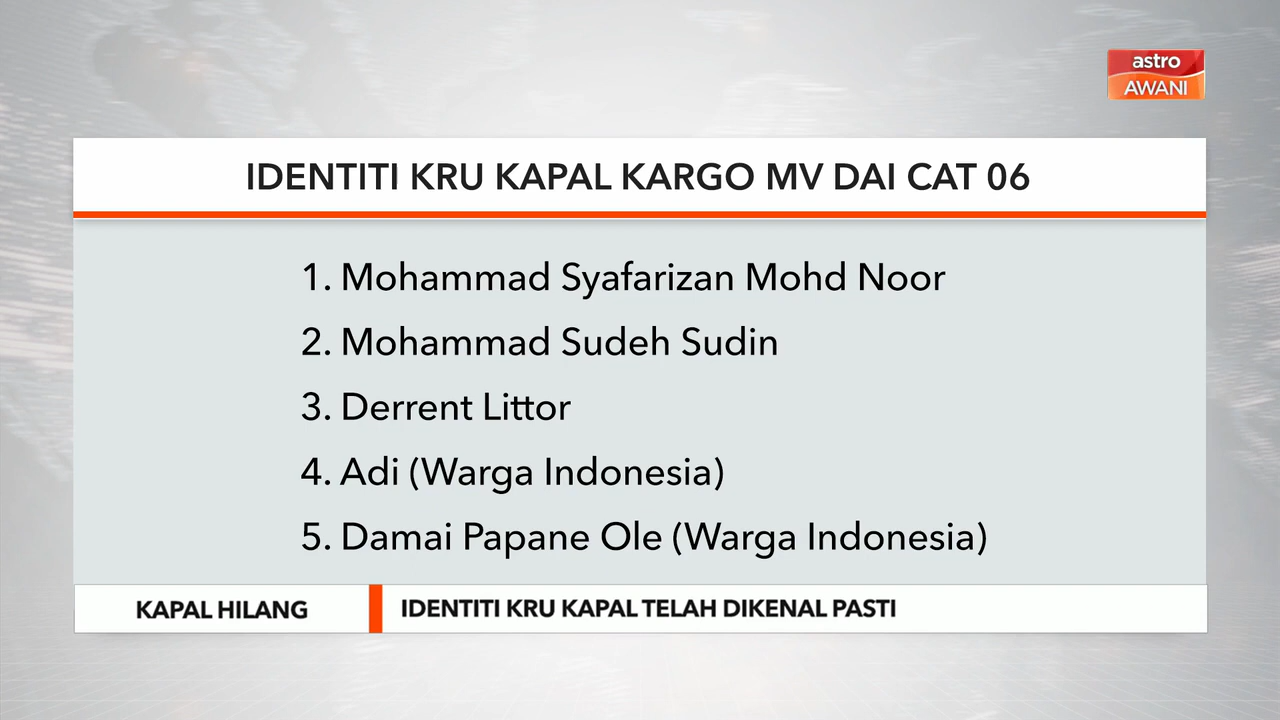 astro
AWANI
IDENTITI KRU KAPAL KARGO MV DAI CAT 06
1. Mohammad Syafarizan Mohd Noor
2. Mohammad Sudeh Sudin
3. Derrent Littor
4. Adi (Warga Indonesia)
5. Damai Papane Ole (Warga Indonesia)
KAPAL HILANG
IDENTITI KRU KAPAL TELAH DIKENAL PASTI